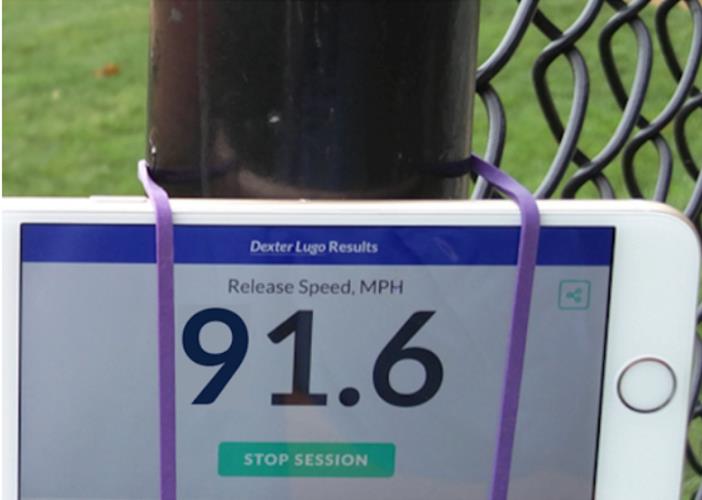 Dexter Lugo Results
Release Speed, MPH
91.6
STOP SESSION